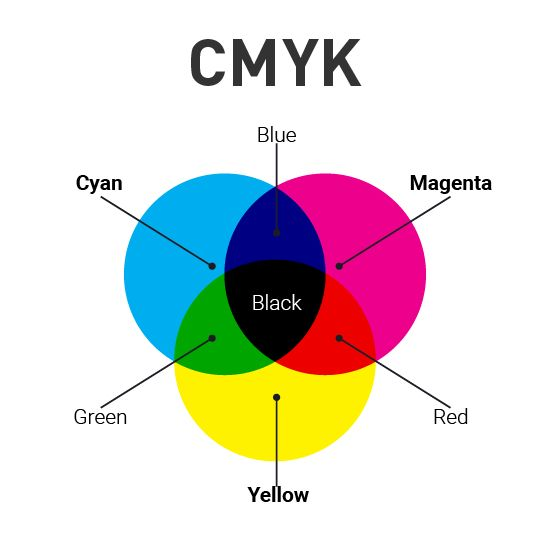 CMYK
Blue
Cyan
Magenta
Black
Green
Red
Yellow